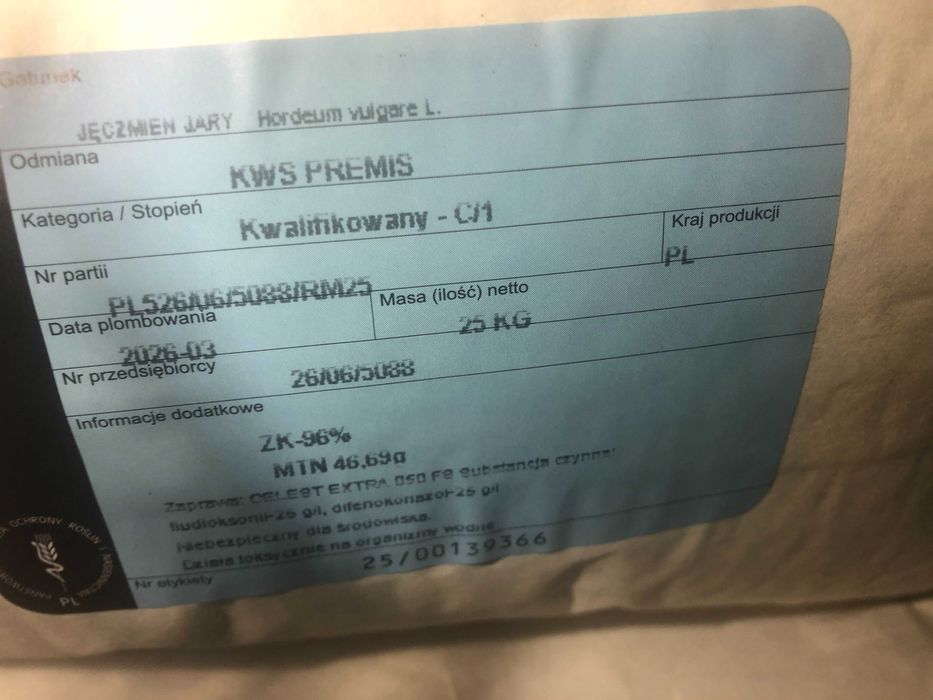 Gatunek
JĘCZMIEŃ JARY Hordeum vulgare L.
Odmiana
KWS PREMIS
Kategoria / Stopień
Kwalifikowany - C/1
Kraj produkcji
PL
Nr partii
PL526/06/5088/RM25
Masa (ilość) netto
25 KG
Data plombowania
2026-03
Nr przedsiębiorcy
26/06/5088
Informacje dodatkowe
ZK-96%
MTN 46,69g
Zaprawa: CELEST EXTRA 050 FS Substancja czynna:
fludioksonil-25 g/l, difenokonazol-25 g/l
Niebezpieczny dla środowiska.
Działa toksycznie na organizmy wodne
Nr etykiety
25/00139366
OCHRONY ROŚLIN I
PL